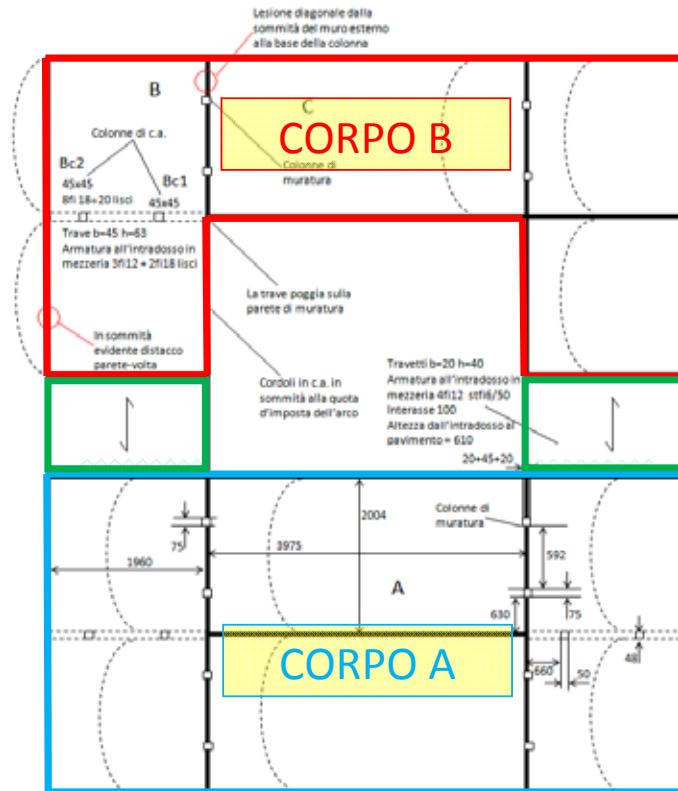 Lesione diagonale dalla
sommità del muro esterno
alla base della colonna
B
C
CORPO B
Colonne di c.a.
Colonne di
muratura
Bc2
45x45
8fi 18+20 lisci
Bc1
45x45
Trave b=45 h=63
Armatura all'intradosso in
mezzeria 3fi12 + 2fi18 lisci
La trave poggia sulla
parete di muratura
In sommità
evidente distacco
parete-volta
Cordoli in c.a. in
sommità alla quota
d'imposta dell'arco
Travetti b=20 h=40
Armatura all'intradosso in
mezzeria 4fi12 stfi6/50
Interasse 100
Altezza dall'intradosso al
pavimento = 610
20+45+20
2004
Colonne di
muratura
75
3975
592
1960
A
630
75
CORPO A
660
50
48